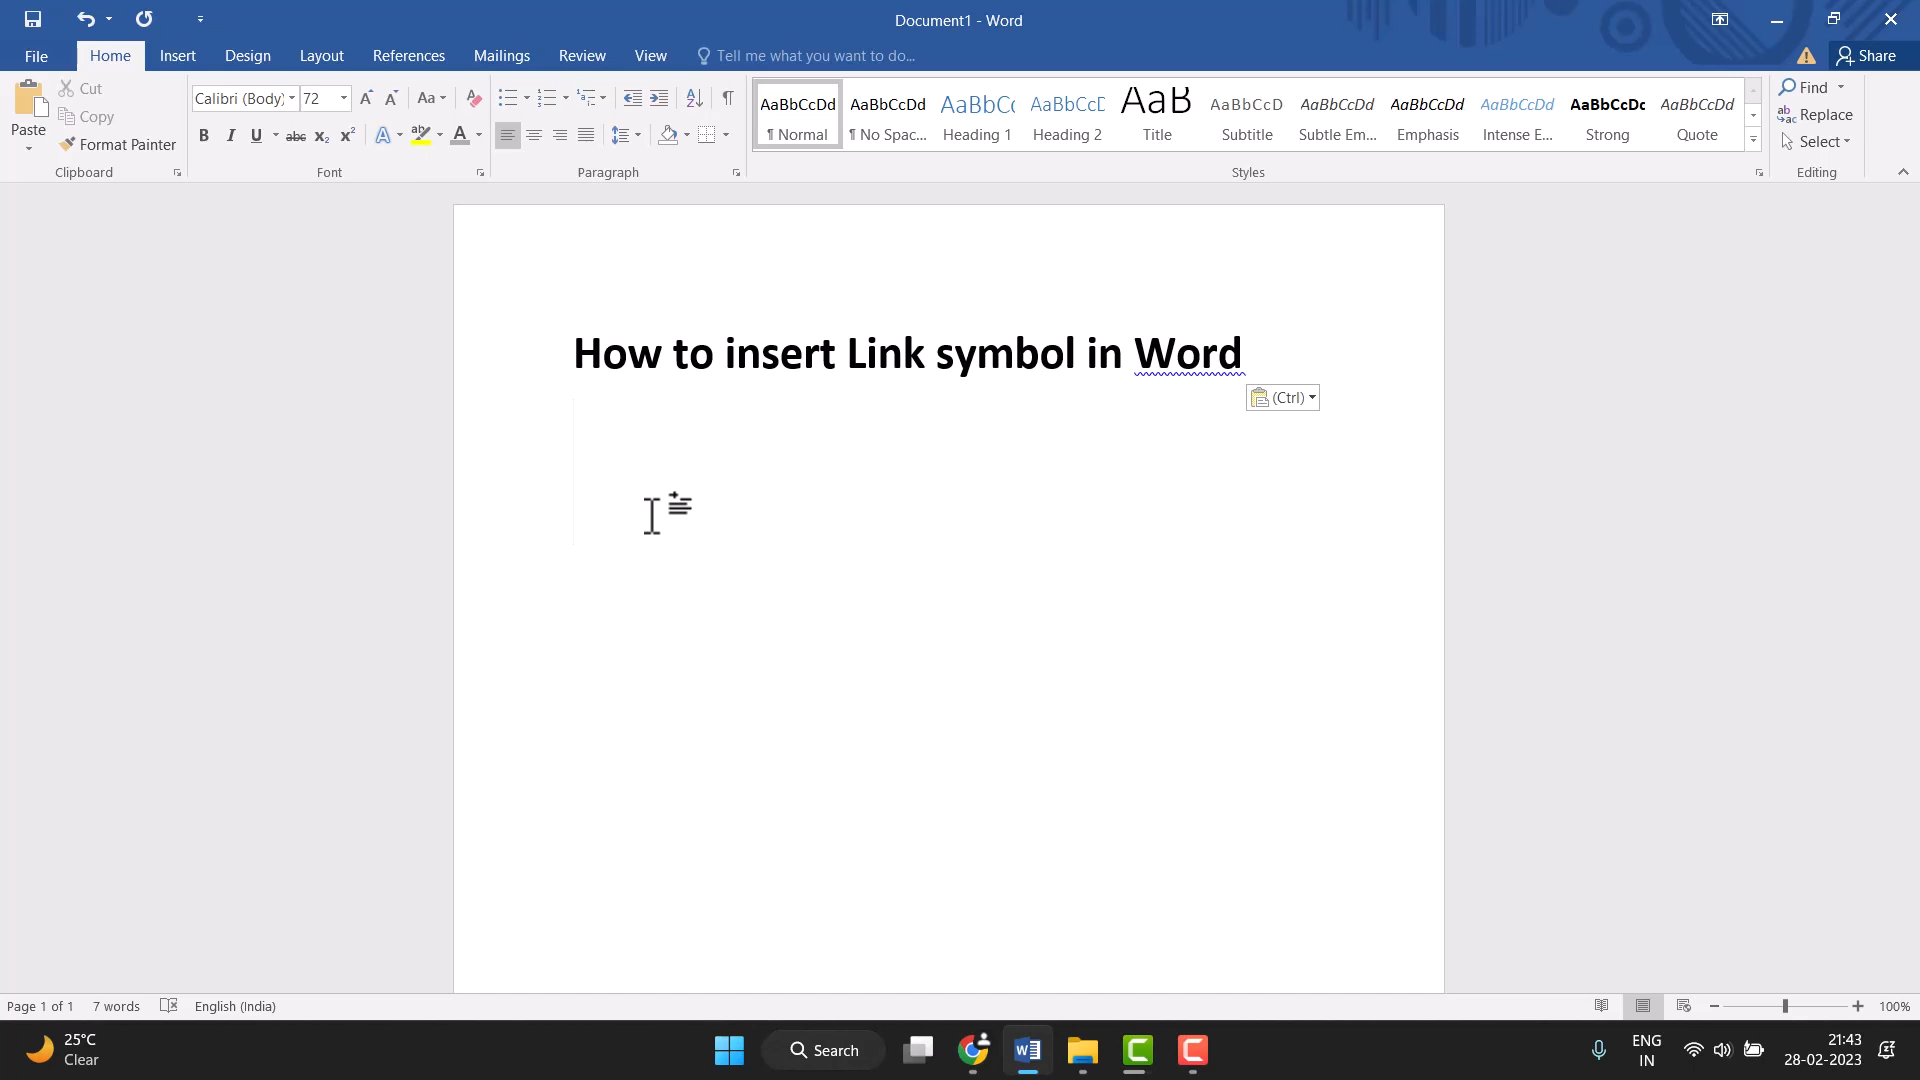 Document1 - Word
File Home Insert Design Layout References Mailings Review View Tell me what you want to do... Share
Paste
Cut
Copy
Format Painter
Clipboard
Calibri (Body) 72
Font
Paragraph
AaBbCcDd AaBbCcDd AaBbCc AaBbCcD AaB AaBbCcD AaBbCcDd AaBbCcDd AaBbCcDd AaBbCcDc AaBbCcDd
¶ Normal ¶ No Spac... Heading 1 Heading 2 Title Subtitle Subtle Em... Emphasis Intense E... Strong Quote
Styles
Find
Replace
Select
Editing
How to insert Link symbol in Word
(Ctrl)
Page 1 of 1 7 words English (India) 100%
25°C
Clear
Search
ENG
IN
21:43
28-02-2023